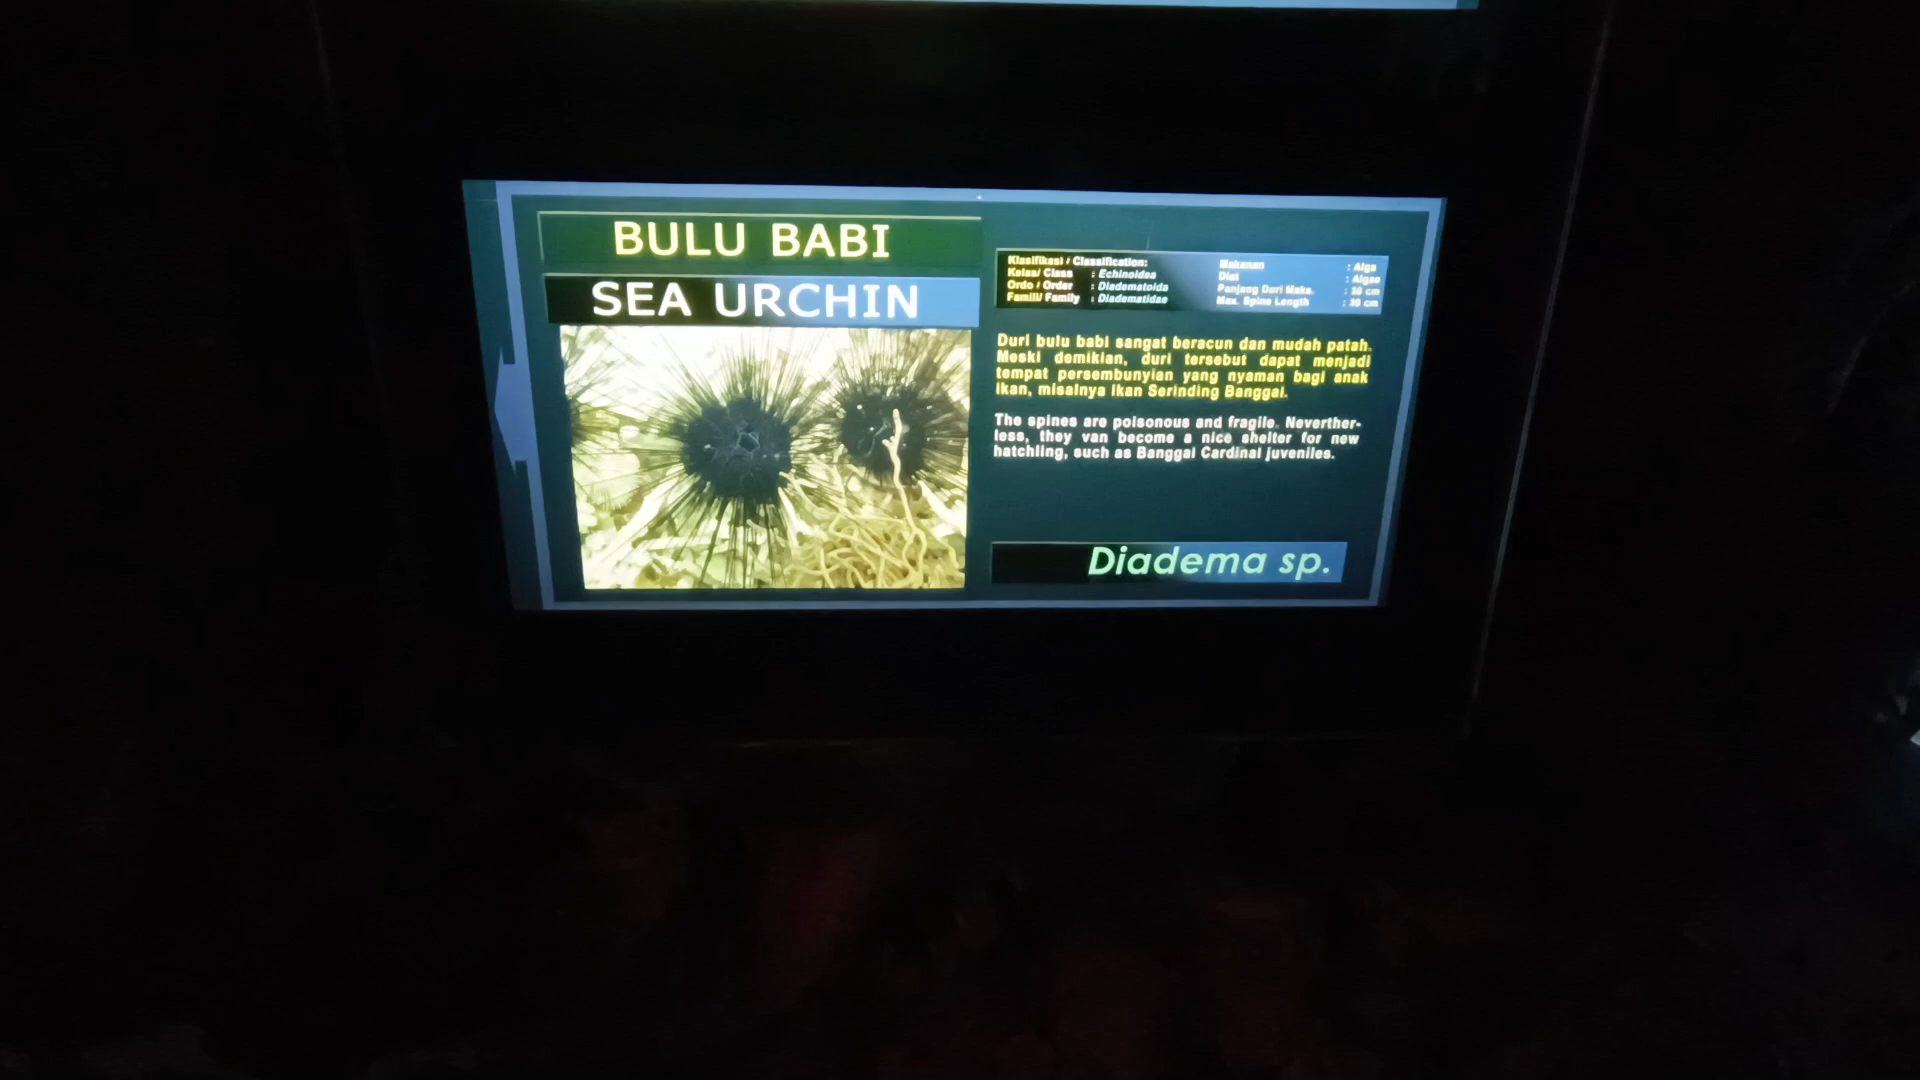 BULU BABI
SEA URCHIN
Klasifikasi / Classification:
Kelas/ Class : Echinoidea
Ordo / Order : Diadematoida
Famili/ Family : Diadematidae
Makanan : Alga
Diet : Algae
Panjang Duri Maks. : 30 cm
Max. Spine Length : 30 cm
Duri bulu babi sangat beracun dan mudah patah.
Meski demikian, duri tersebut dapat menjadi
tempat persembunyian yang nyaman bagi anak
ikan, misalnya ikan Serinding Banggai.
The spines are poisonous and fragile. Neverther-
less, they van become a nice shelter for new
hatchling, such as Banggai Cardinal juveniles.
Diadema sp.